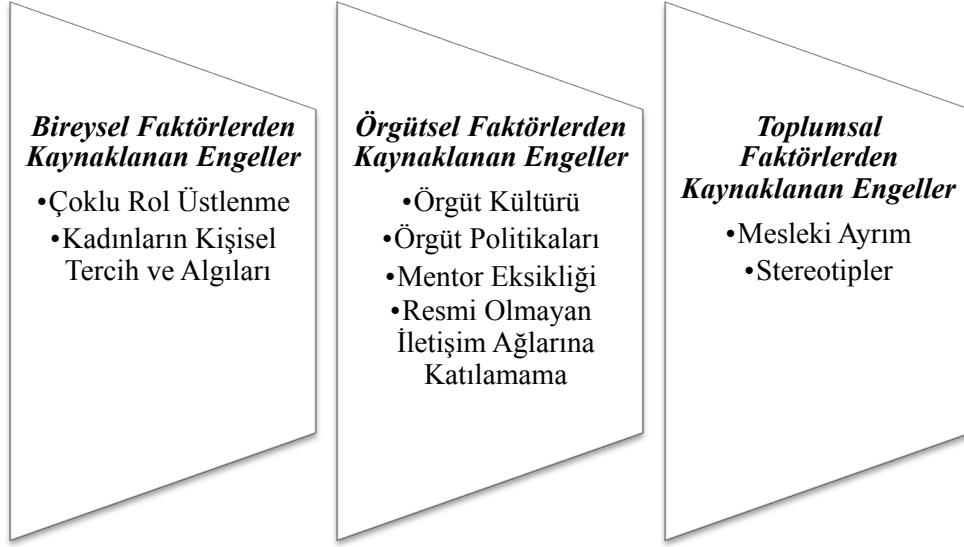 Bireysel Faktörlerden
Kaynaklanan Engeller
•Çoklu Rol Üstlenme
•Kadınların Kişisel
Tercih ve Algıları
Örgütsel Faktörlerden
Kaynaklanan Engeller
•Örgüt Kültürü
•Örgüt Politikaları
•Mentor Eksikliği
•Resmi Olmayan
İletişim Ağlarına
Katılamama
Toplumsal
Faktörlerden
Kaynaklanan Engeller
•Mesleki Ayrım
•Stereotipler